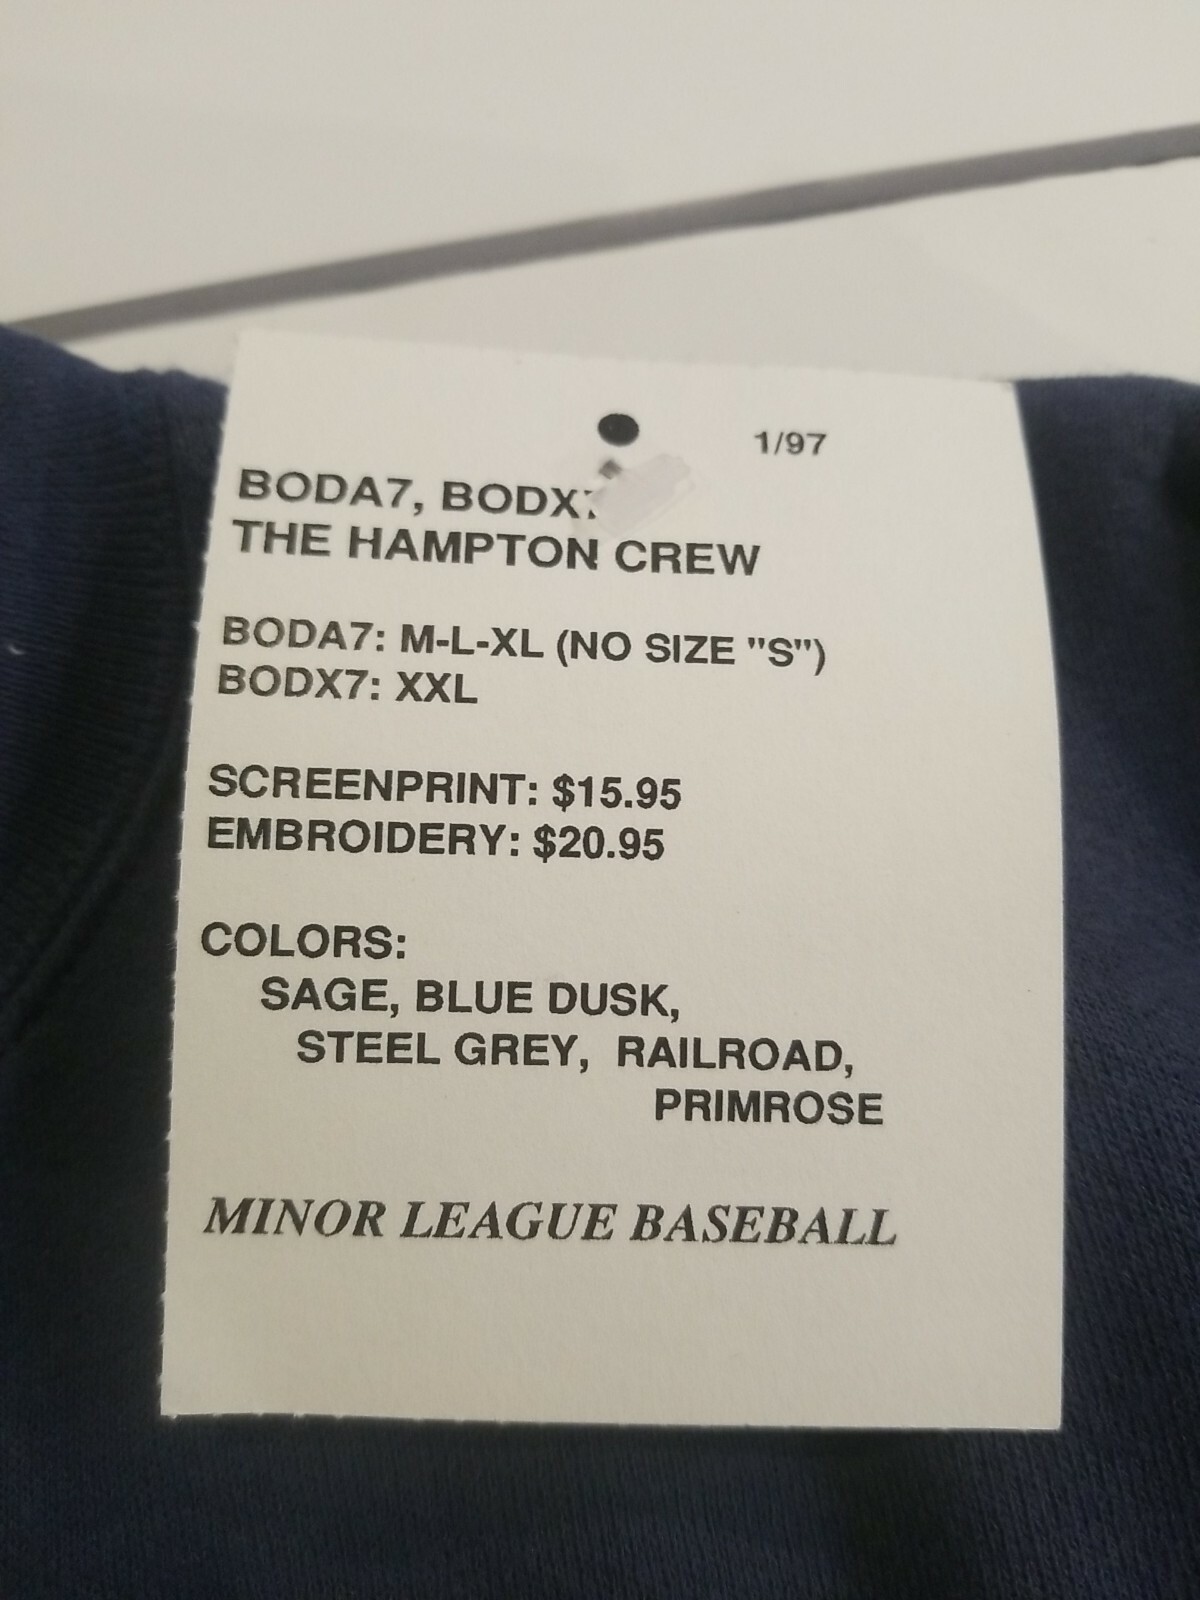 1/97
BODA7, BODX7
THE HAMPTON CREW
BODA7: M-L-XL (NO SIZE "S")
BODX7: XXL
SCREENPRINT: $15.95
EMBROIDERY: $20.95
COLORS:
SAGE, BLUE DUSK,
STEEL GREY, RAILROAD,
PRIMROSE
MINOR LEAGUE BASEBALL